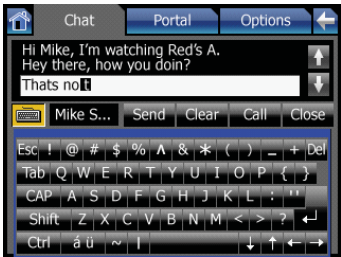 Chat Portal Options
Hi Mike, I'm watching Red's A.
Hey there, how you doin?
Thats not
Mike S... Send Clear Call Close
Esc ! @ # $ % ʌ & * ( ) _ + Del
Tab Q W E R T Y U I O P { }
CAP A S D F G H J K L : "
Shift Z X C V B N M < > ? ↵
Ctrl á ü ~ | ↓ ↑ ← →